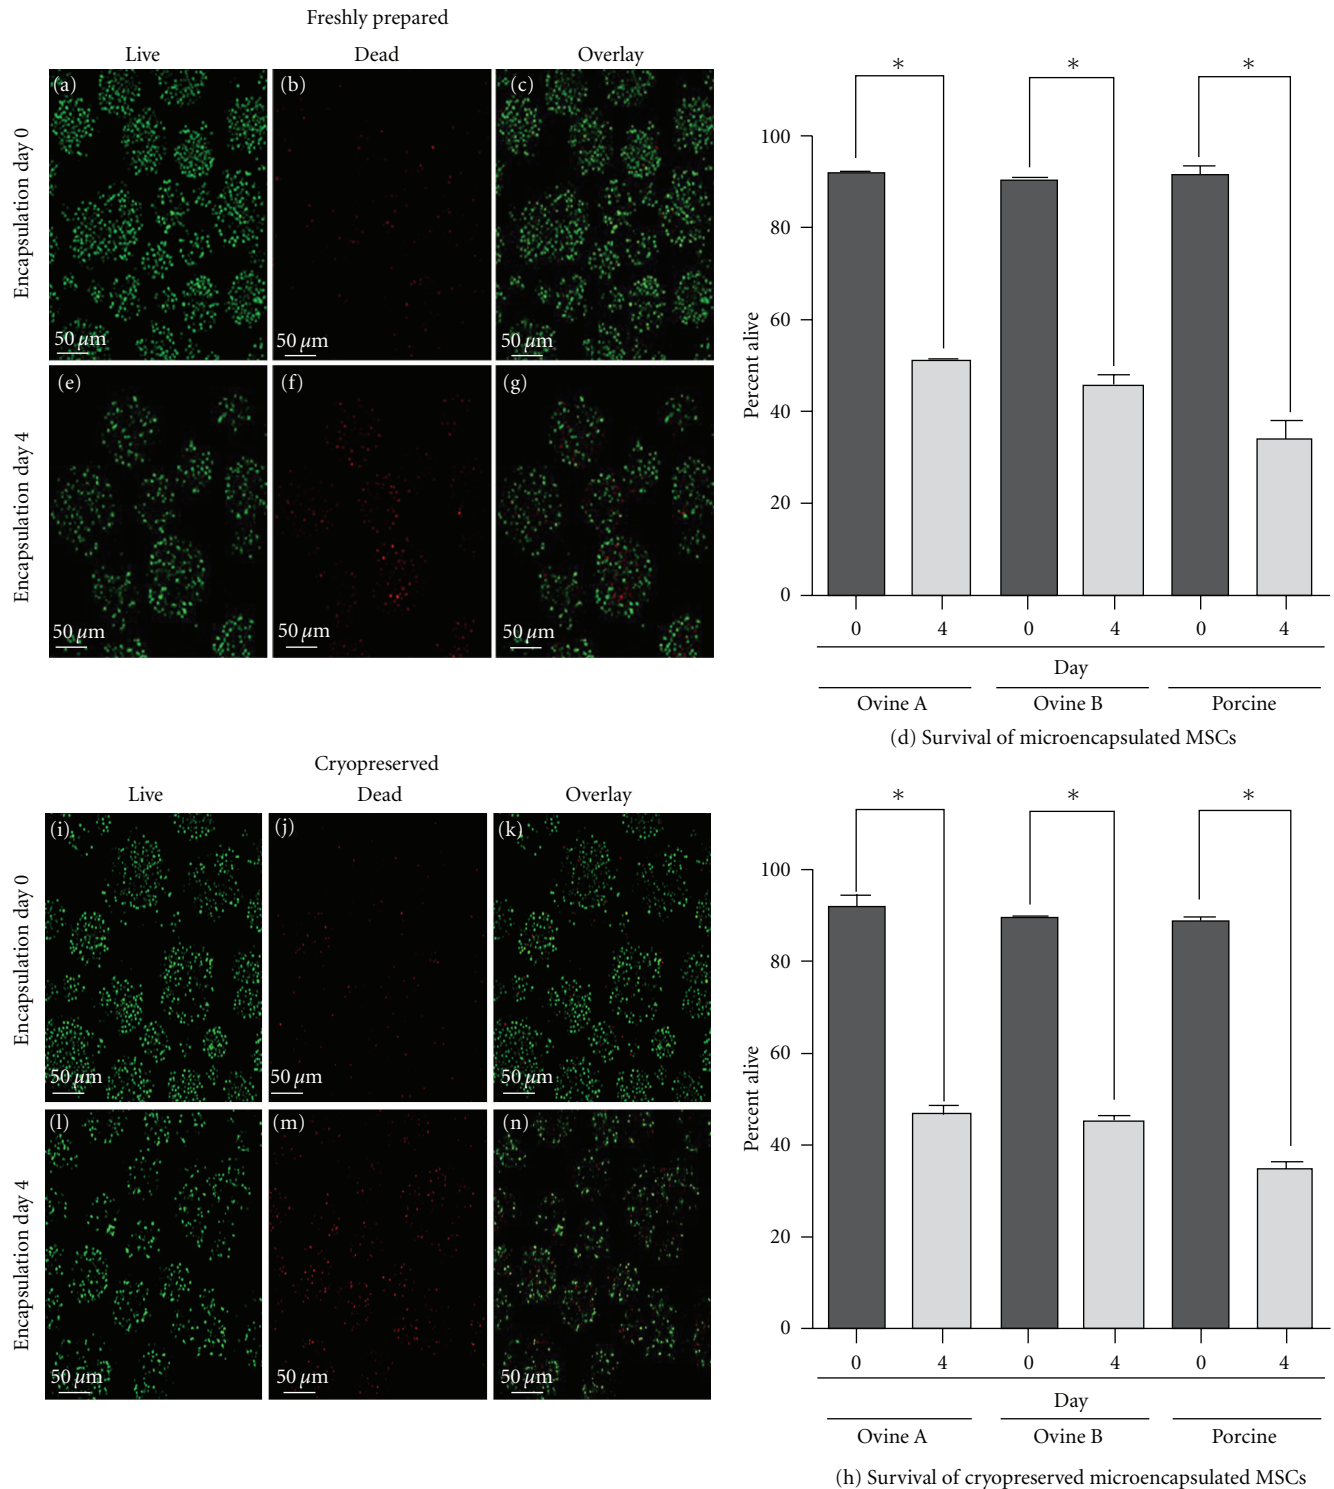 Freshly prepared
Live Dead Overlay
Encapsulation day 0
(a) (b) (c)
50 µm 50 µm 50 µm
Encapsulation day 4
(e) (f) (g)
50 µm 50 µm 50 µm
* * *
Percent alive
100
80
60
40
20
0
0 4 0 4 0 4
Day
Ovine A Ovine B Porcine
(d) Survival of microencapsulated MSCs
Cryopreserved
Live Dead Overlay
Encapsulation day 0
(i) (j) (k)
50 µm 50 µm 50 µm
Encapsulation day 4
(l) (m) (n)
50 µm 50 µm 50 µm
* * *
Percent alive
100
80
60
40
20
0
0 4 0 4 0 4
Day
Ovine A Ovine B Porcine
(h) Survival of cryopreserved microencapsulated MSCs